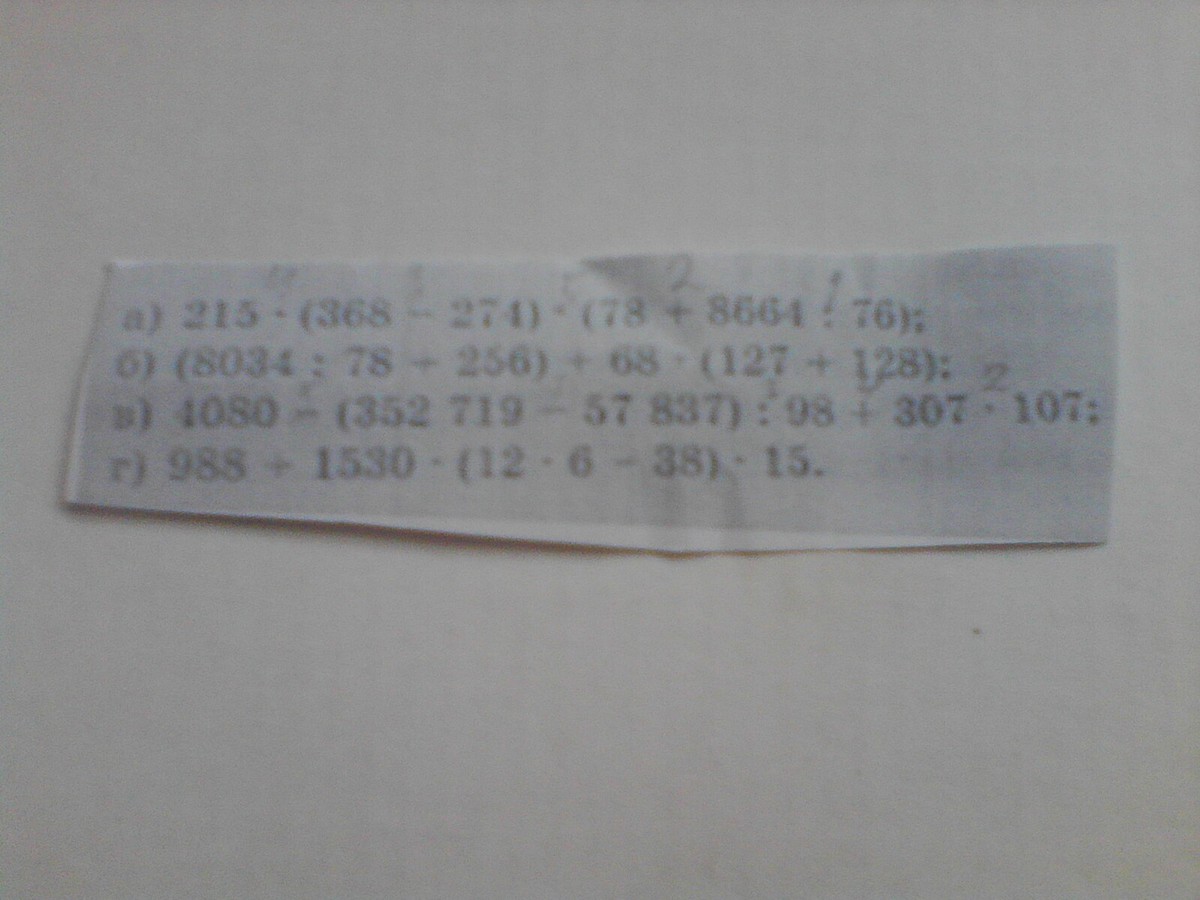 а) 215 · (368 − 274) · (78 + 8664 : 76);
б) (8034 : 78 + 256) + 68 · (127 + 128);
в) 4080 − (352 719 − 57 837) : 98 + 307 · 107;
г) 988 + 1530 · (12 · 6 − 38) · 15.